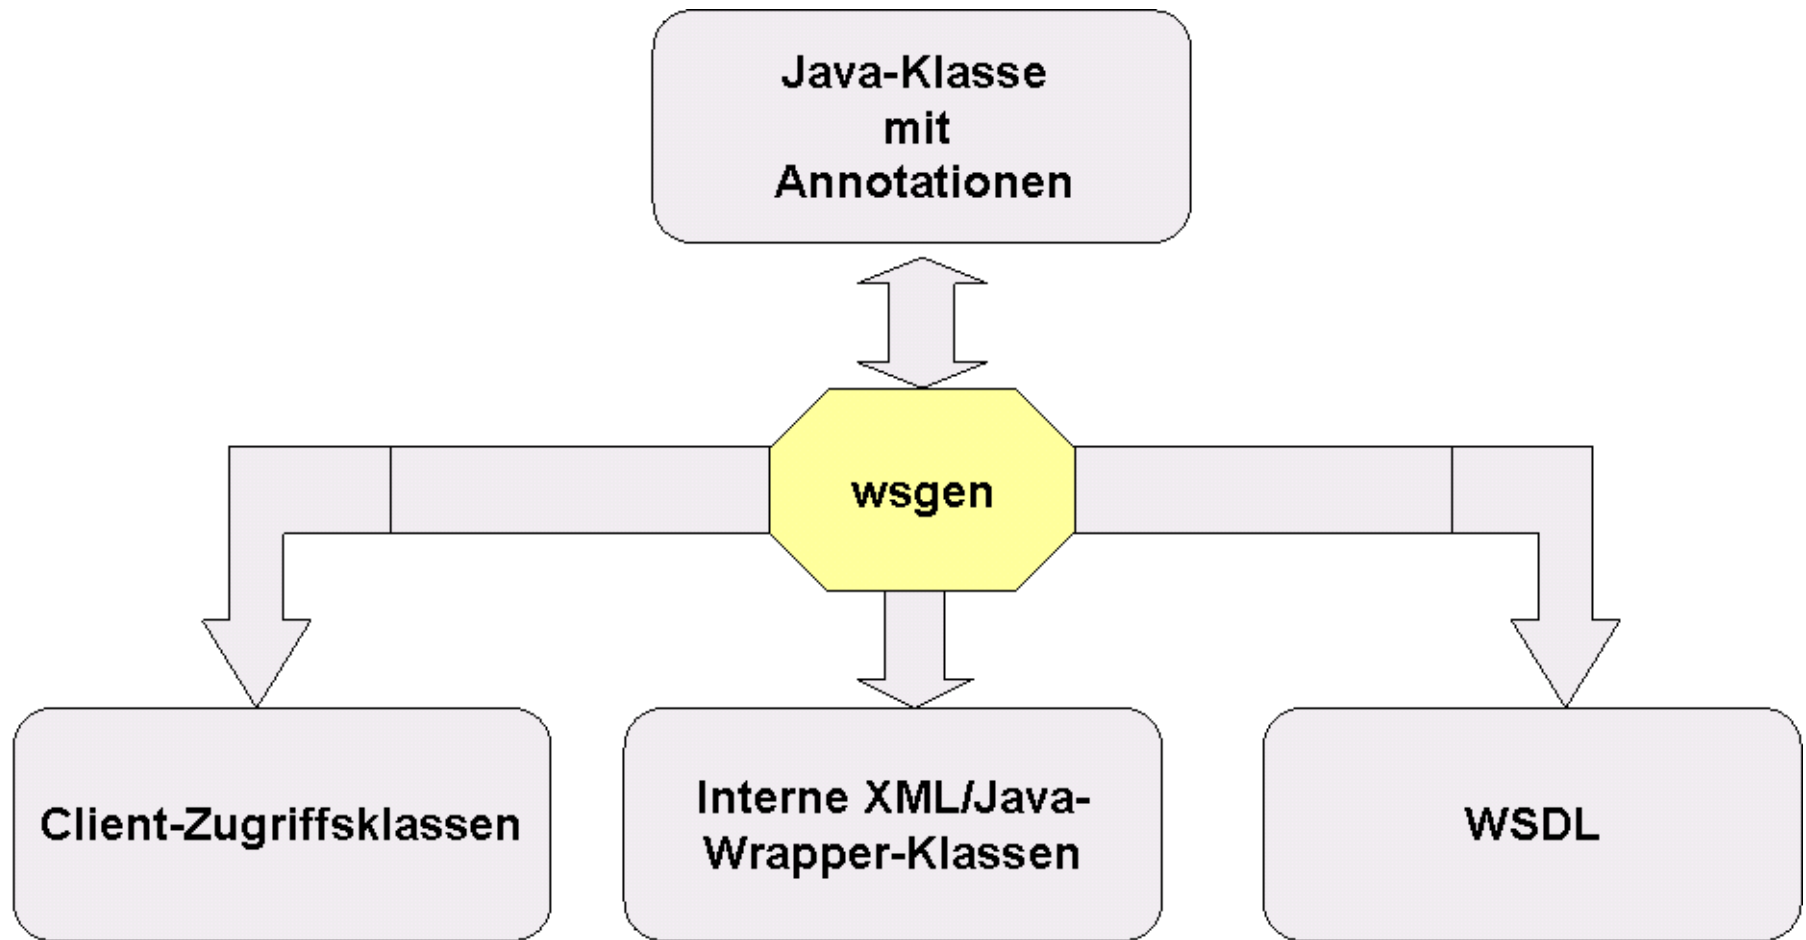 Java-Klasse
mit
Annotationen
wsgen
Client-Zugriffsklassen
Interne XML/Java-
Wrapper-Klassen
WSDL